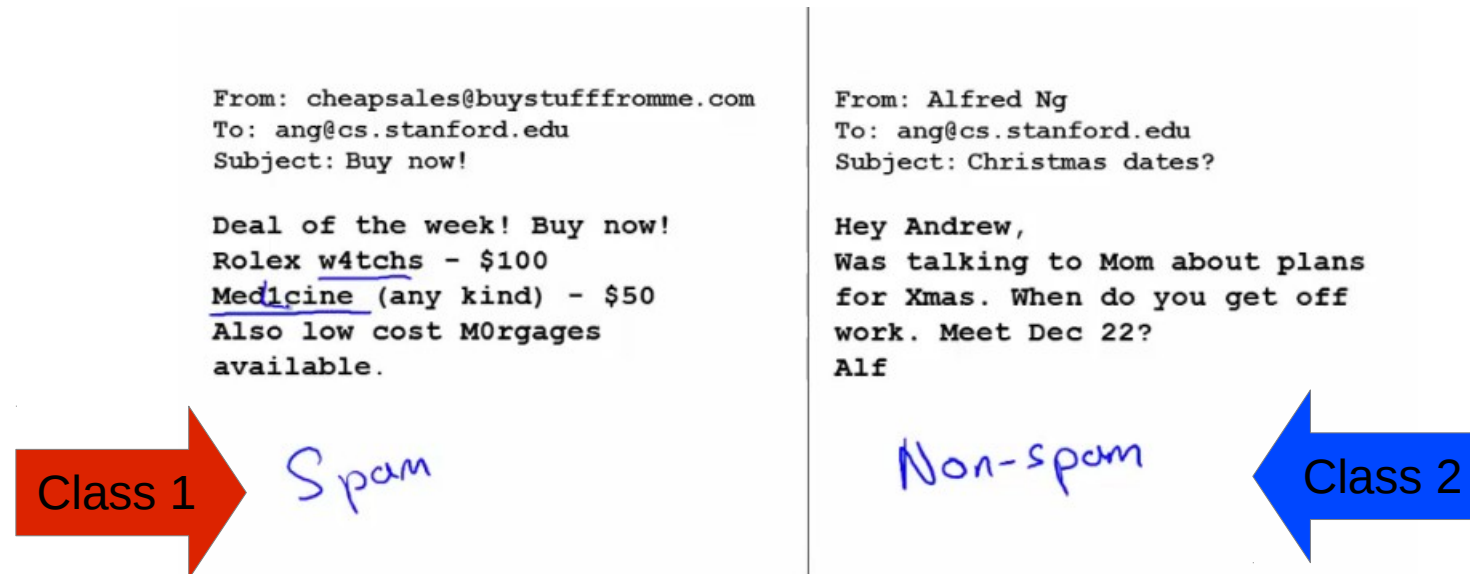 From: cheapsales@buystufffromme.com
To: ang@cs.stanford.edu
Subject: Buy now!
Deal of the week! Buy now!
Rolex w4tchs - $100
Med1cine (any kind) - $50
Also low cost M0rgages
available.
Spam
Class 1
From: Alfred Ng
To: ang@cs.stanford.edu
Subject: Christmas dates?
Hey Andrew,
Was talking to Mom about plans
for Xmas. When do you get off
work. Meet Dec 22?
Alf
Non-spam
Class 2